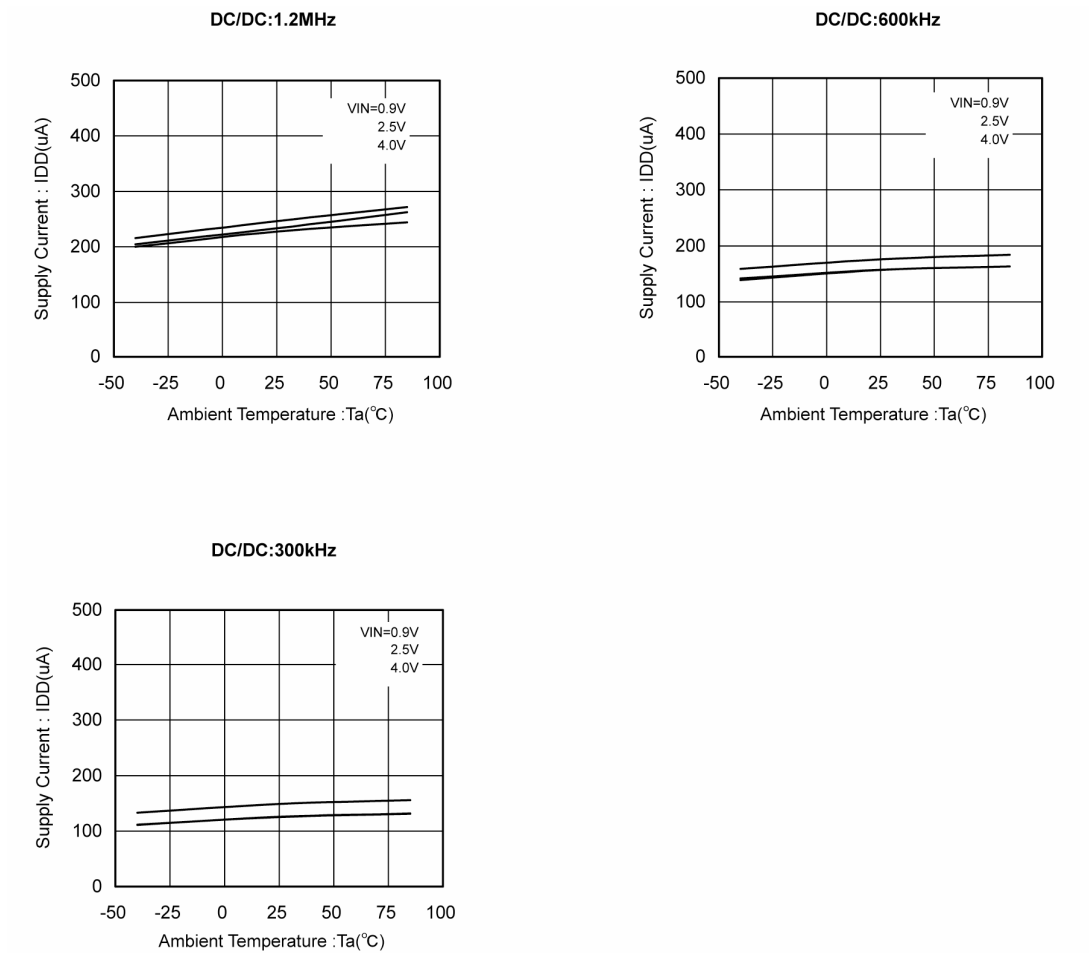 DC/DC:1.2MHz
500
400
300
200
100
0
-50 -25 0 25 50 75 100
Supply Current : IDD(uA)
Ambient Temperature :Ta(℃)
VIN=0.9V
2.5V
4.0V
DC/DC:600kHz
500
400
300
200
100
0
-50 -25 0 25 50 75 100
Supply Current : IDD(uA)
Ambient Temperature :Ta(℃)
VIN=0.9V
2.5V
4.0V
DC/DC:300kHz
500
400
300
200
100
0
-50 -25 0 25 50 75 100
Supply Current : IDD(uA)
Ambient Temperature :Ta(℃)
VIN=0.9V
2.5V
4.0V